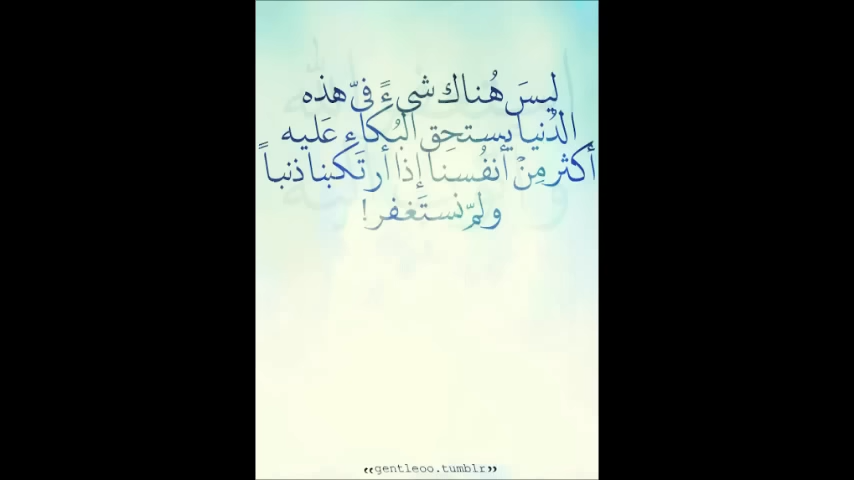 ليسَ هُناك شيءً فيّ هذه
الدُنيا يستحِق البُكاء عَليه
أكثر مِنْ أنفُسنا إذا أرتَكبنا ذنباً
ولمّ نستَغفر!
«gentleoo.tumblr»